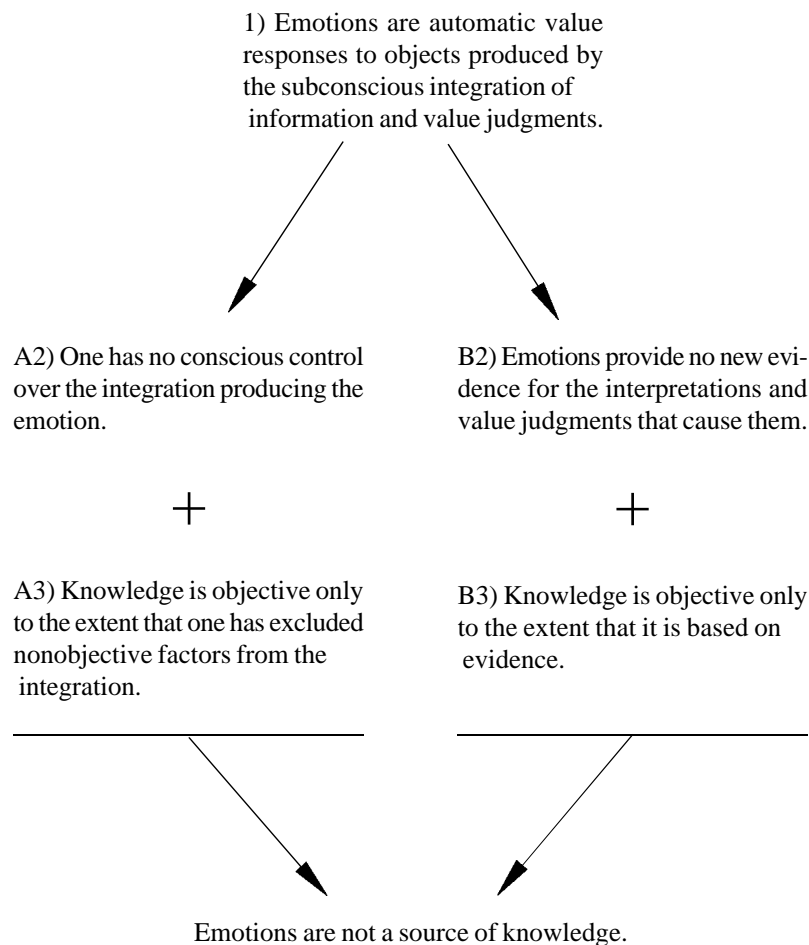 1) Emotions are automatic value
responses to objects produced by
the subconscious integration of
information and value judgments.
A2) One has no conscious control
over the integration producing the
emotion.
B2) Emotions provide no new evi-
dence for the interpretations and
value judgments that cause them.
+
+
A3) Knowledge is objective only
to the extent that one has excluded
nonobjective factors from the
integration.
B3) Knowledge is objective only
to the extent that it is based on
evidence.
Emotions are not a source of knowledge.